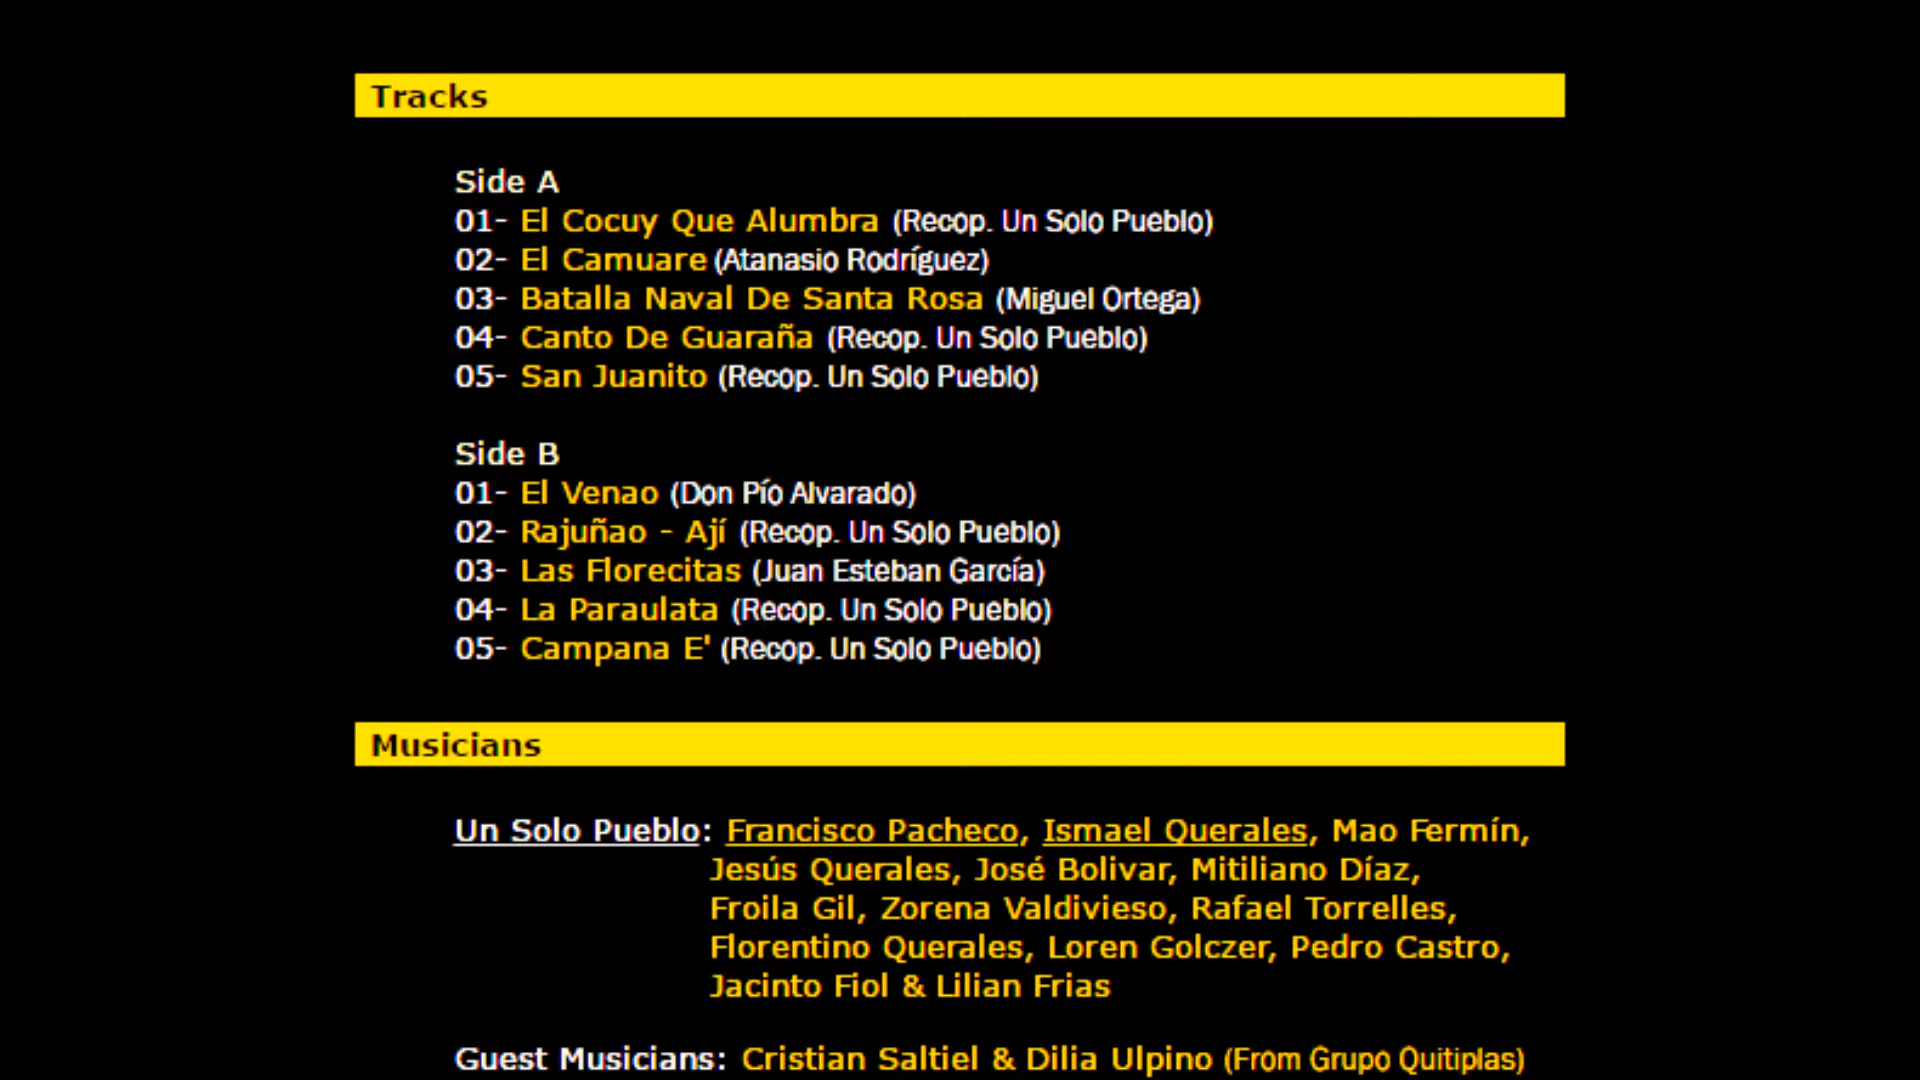 Tracks
Side A
01- El Cocuy Que Alumbra (Recop. Un Solo Pueblo)
02- El Camuare (Atanasio Rodríguez)
03- Batalla Naval De Santa Rosa (Miguel Ortega)
04- Canto De Guaraña (Recop. Un Solo Pueblo)
05- San Juanito (Recop. Un Solo Pueblo)
Side B
01- El Venao (Don Pío Alvarado)
02- Rajuñao - Ají (Recop. Un Solo Pueblo)
03- Las Florecitas (Juan Esteban García)
04- La Paraulata (Recop. Un Solo Pueblo)
05- Campana E' (Recop. Un Solo Pueblo)
Musicians
Un Solo Pueblo: Francisco Pacheco, Ismael Querales, Mao Fermín,
Jesús Querales, José Bolivar, Mitiliano Díaz,
Froila Gil, Zorena Valdivieso, Rafael Torrelles,
Florentino Querales, Loren Golczer, Pedro Castro,
Jacinto Fiol & Lilian Frias
Guest Musicians: Cristian Saltiel & Dilia Ulpino (From Grupo Quitiplas)